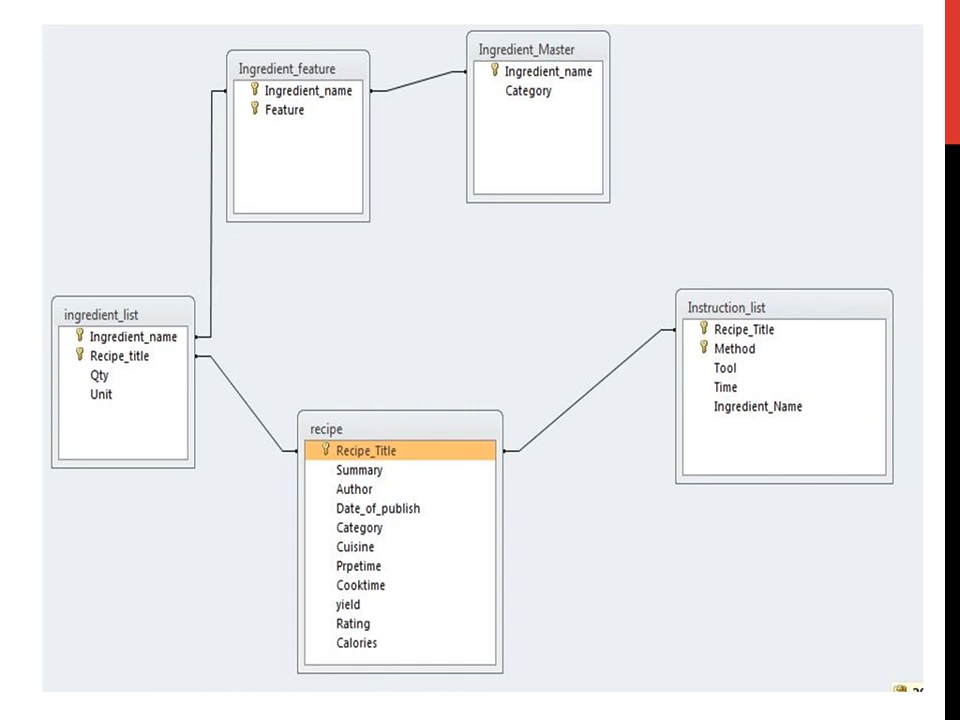 Ingredient_feature
Ingredient_name
Feature
Ingredient_Master
Ingredient_name
Category
ingredient_list
Ingredient_name
Recipe_title
Qty
Unit
recipe
Recipe_Title
Summary
Author
Date_of_publish
Category
Cuisine
Prpetime
Cooktime
yield
Rating
Calories
Instruction_list
Recipe_Title
Method
Tool
Time
Ingredient_Name